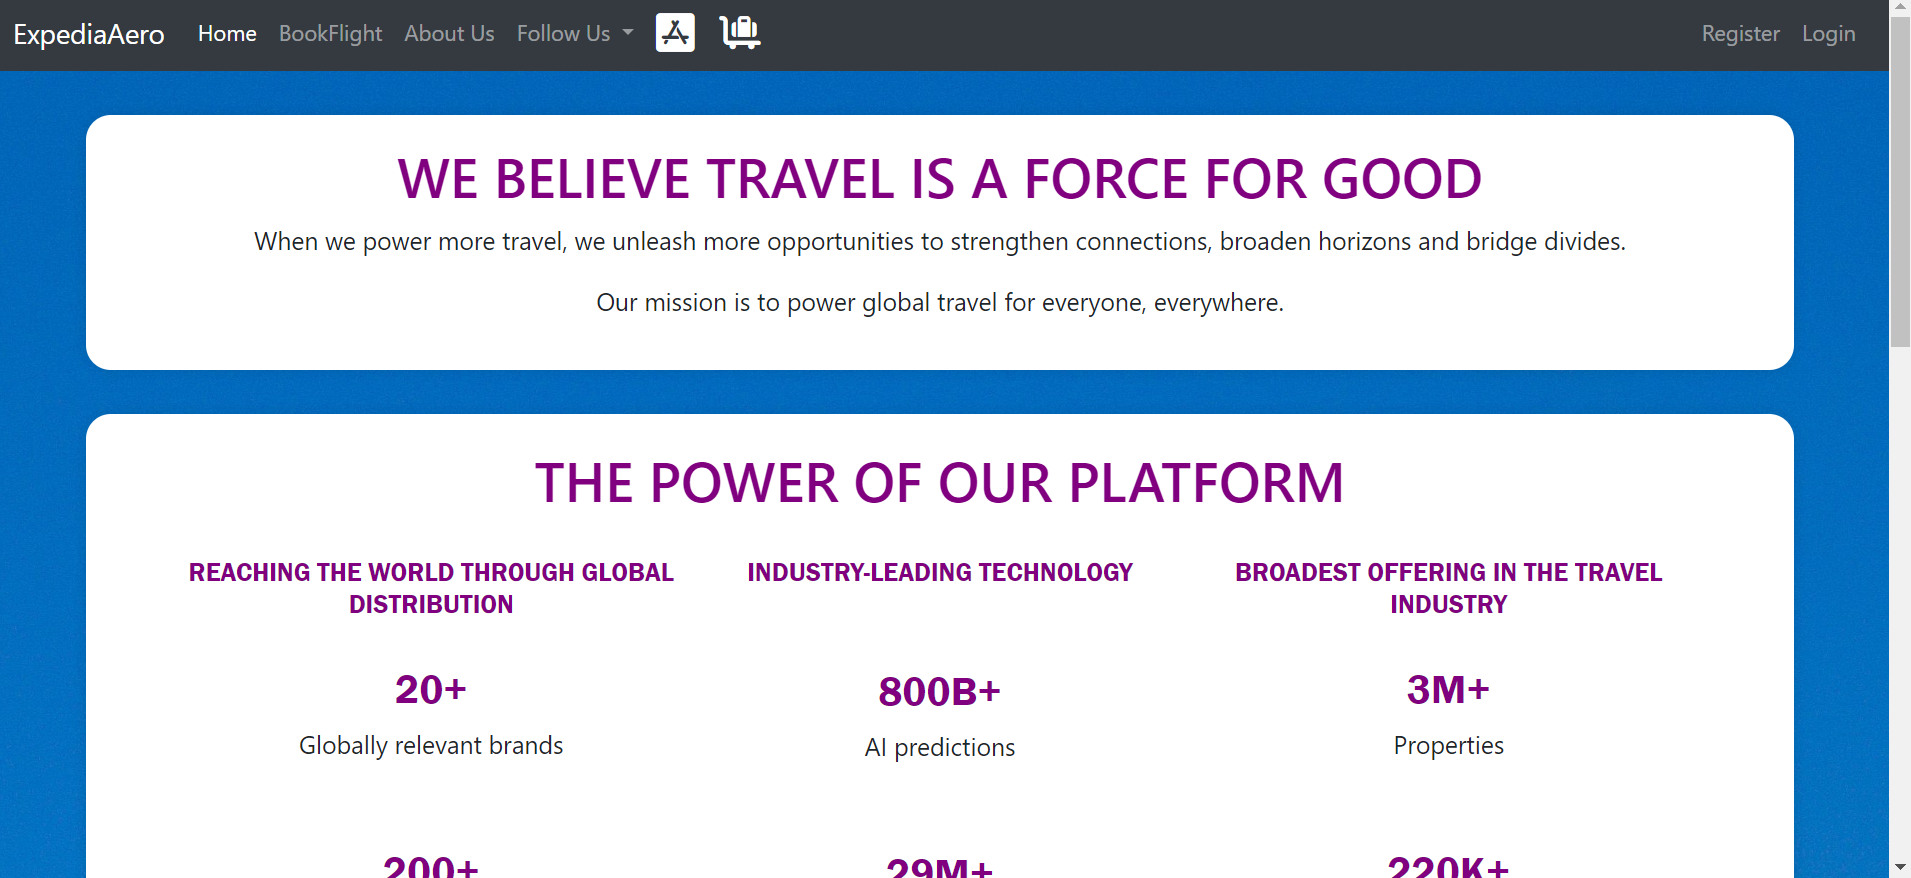 ExpediaAero Home BookFlight About Us Follow Us Register Login
WE BELIEVE TRAVEL IS A FORCE FOR GOOD
When we power more travel, we unleash more opportunities to strengthen connections, broaden horizons and bridge divides.
Our mission is to power global travel for everyone, everywhere.
THE POWER OF OUR PLATFORM
REACHING THE WORLD THROUGH GLOBAL
DISTRIBUTION
INDUSTRY-LEADING TECHNOLOGY
BROADEST OFFERING IN THE TRAVEL
INDUSTRY
20+
Globally relevant brands
800B+
AI predictions
3M+
Properties
200+
29M+
220K+